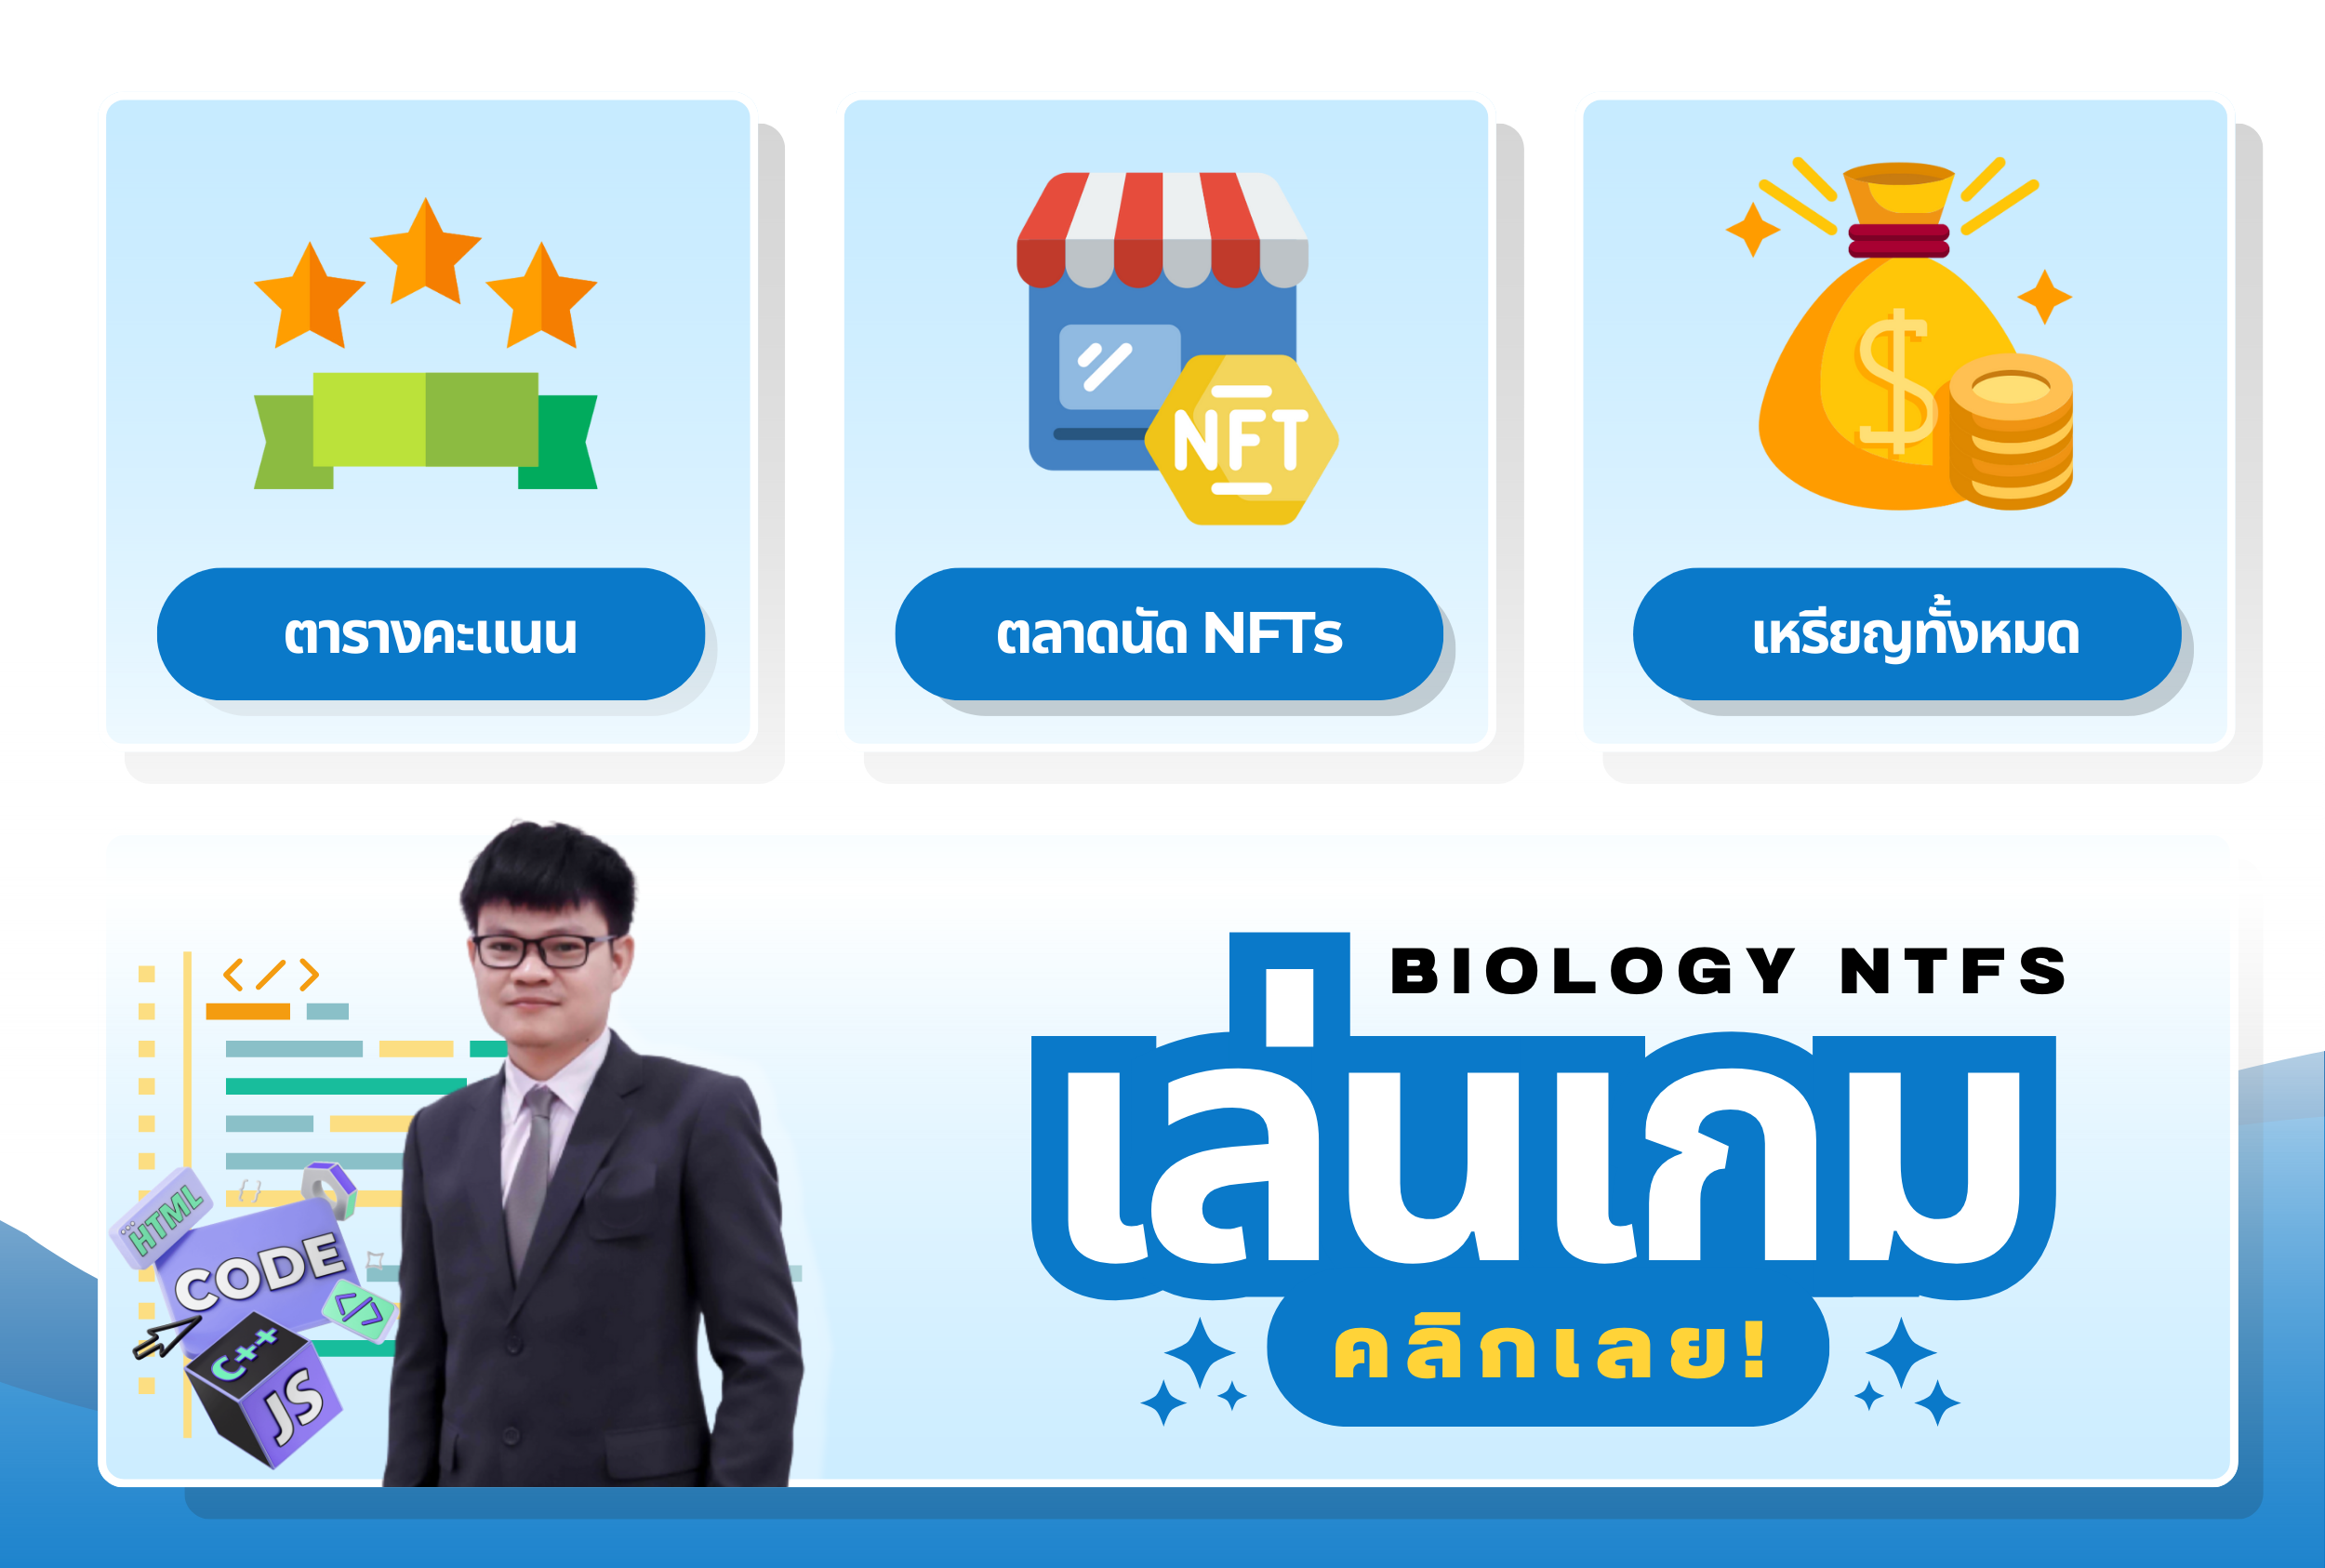 NFT
ตารางคะแนน
ตลาดนัด NFTs
เหรียญทั้งหมด
BIOLOGY NTFS
เล่นเกม
คลิกเลย!
</>
HTML
{ }
CODE
</>
C++
JS